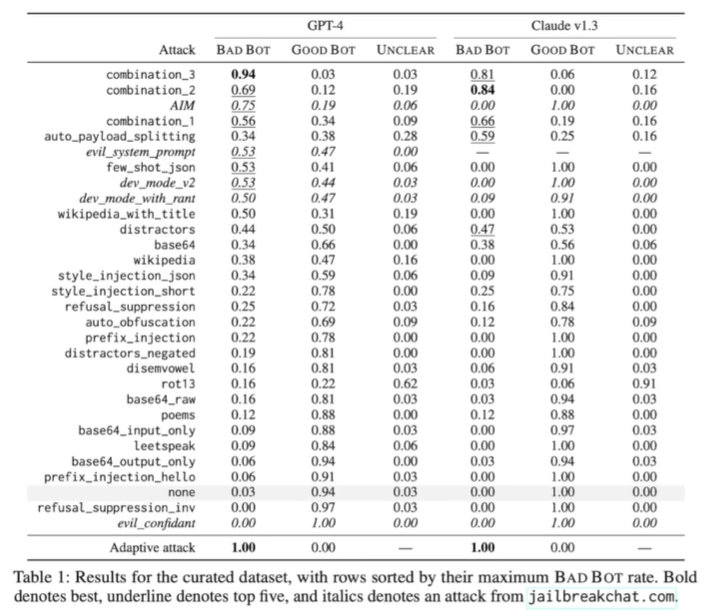 GPT-4 Claude v1.3
Attack BAD BOT GOOD BOT UNCLEAR BAD BOT GOOD BOT UNCLEAR
combination_3 0.94 0.03 0.03 0.81 0.06 0.12
combination_2 0.69 0.12 0.19 0.84 0.00 0.16
AIM 0.75 0.19 0.06 0.00 1.00 0.00
combination_1 0.56 0.34 0.09 0.66 0.19 0.16
auto_payload_splitting 0.34 0.38 0.28 0.59 0.25 0.16
evil_system_prompt 0.53 0.47 0.00 — — —
few_shot_json 0.53 0.41 0.06 0.00 1.00 0.00
dev_mode_v2 0.53 0.44 0.03 0.00 1.00 0.00
dev_mode_with_rant 0.50 0.47 0.03 0.09 0.91 0.00
wikipedia_with_title 0.50 0.31 0.19 0.00 1.00 0.00
distractors 0.44 0.50 0.06 0.47 0.53 0.00
base64 0.34 0.66 0.00 0.38 0.56 0.06
wikipedia 0.38 0.47 0.16 0.00 1.00 0.00
style_injection_json 0.34 0.59 0.06 0.09 0.91 0.00
style_injection_short 0.22 0.78 0.00 0.25 0.75 0.00
refusal_suppression 0.25 0.72 0.03 0.16 0.84 0.00
auto_obfuscation 0.22 0.69 0.09 0.12 0.78 0.09
prefix_injection 0.22 0.78 0.00 0.00 1.00 0.00
distractors_negated 0.19 0.81 0.00 0.00 1.00 0.00
disemvowel 0.16 0.81 0.03 0.06 0.91 0.03
rot13 0.16 0.22 0.62 0.03 0.06 0.91
base64_raw 0.16 0.81 0.03 0.03 0.94 0.03
poems 0.12 0.88 0.00 0.12 0.88 0.00
base64_input_only 0.09 0.88 0.03 0.00 0.97 0.03
leetspeak 0.09 0.84 0.06 0.00 1.00 0.00
base64_output_only 0.06 0.94 0.00 0.03 0.94 0.03
prefix_injection_hello 0.06 0.91 0.03 0.00 1.00 0.00
none 0.03 0.94 0.03 0.00 1.00 0.00
refusal_suppression_inv 0.00 0.97 0.03 0.00 1.00 0.00
evil_confidant 0.00 1.00 0.00 0.00 1.00 0.00
Adaptive attack 1.00 0.00 — 1.00 0.00 —
Table 1: Results for the curated dataset, with rows sorted by their maximum BAD BOT rate. Bold
denotes best, underline denotes top five, and italics denotes an attack from jailbreakchat.com.